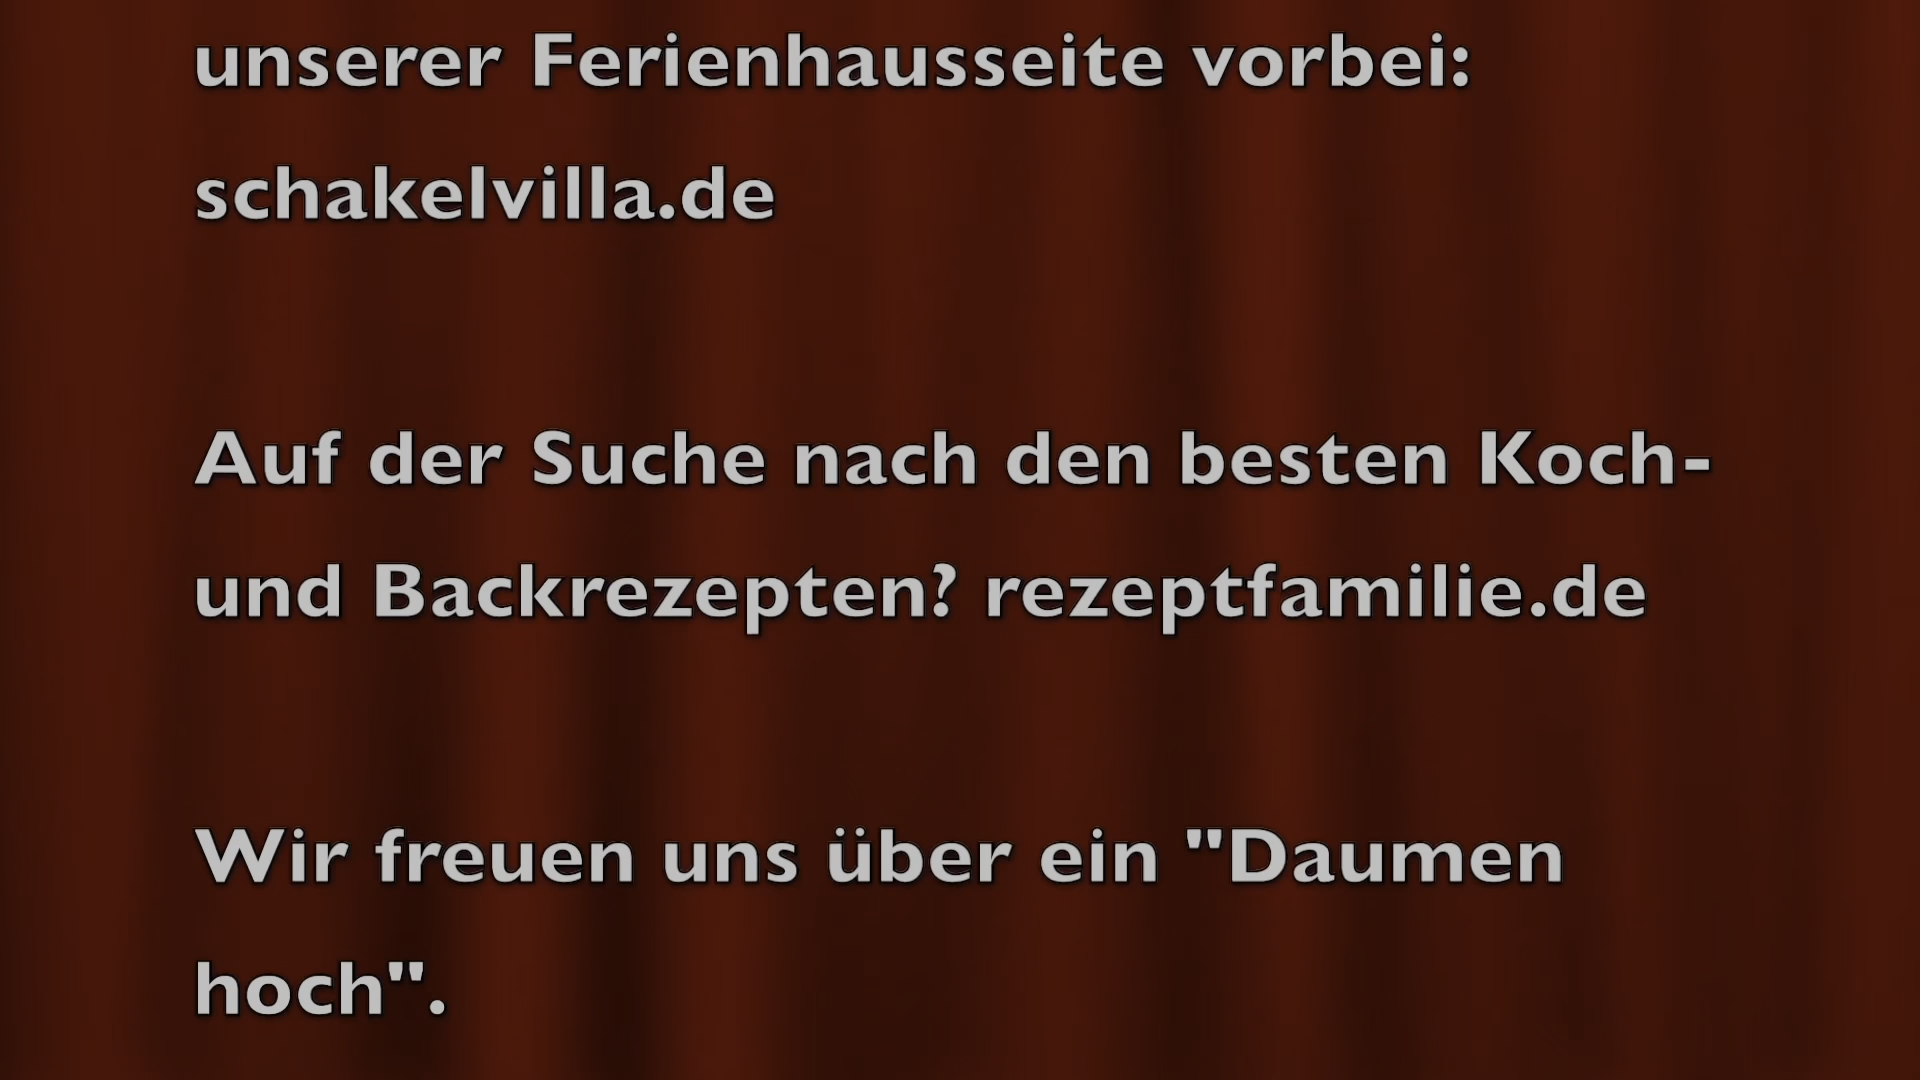 unserer Ferienhausseite vorbei:
schakelvilla.de
Auf der Suche nach den besten Koch-
und Backrezepten? rezeptfamilie.de
Wir freuen uns über ein "Daumen
hoch".